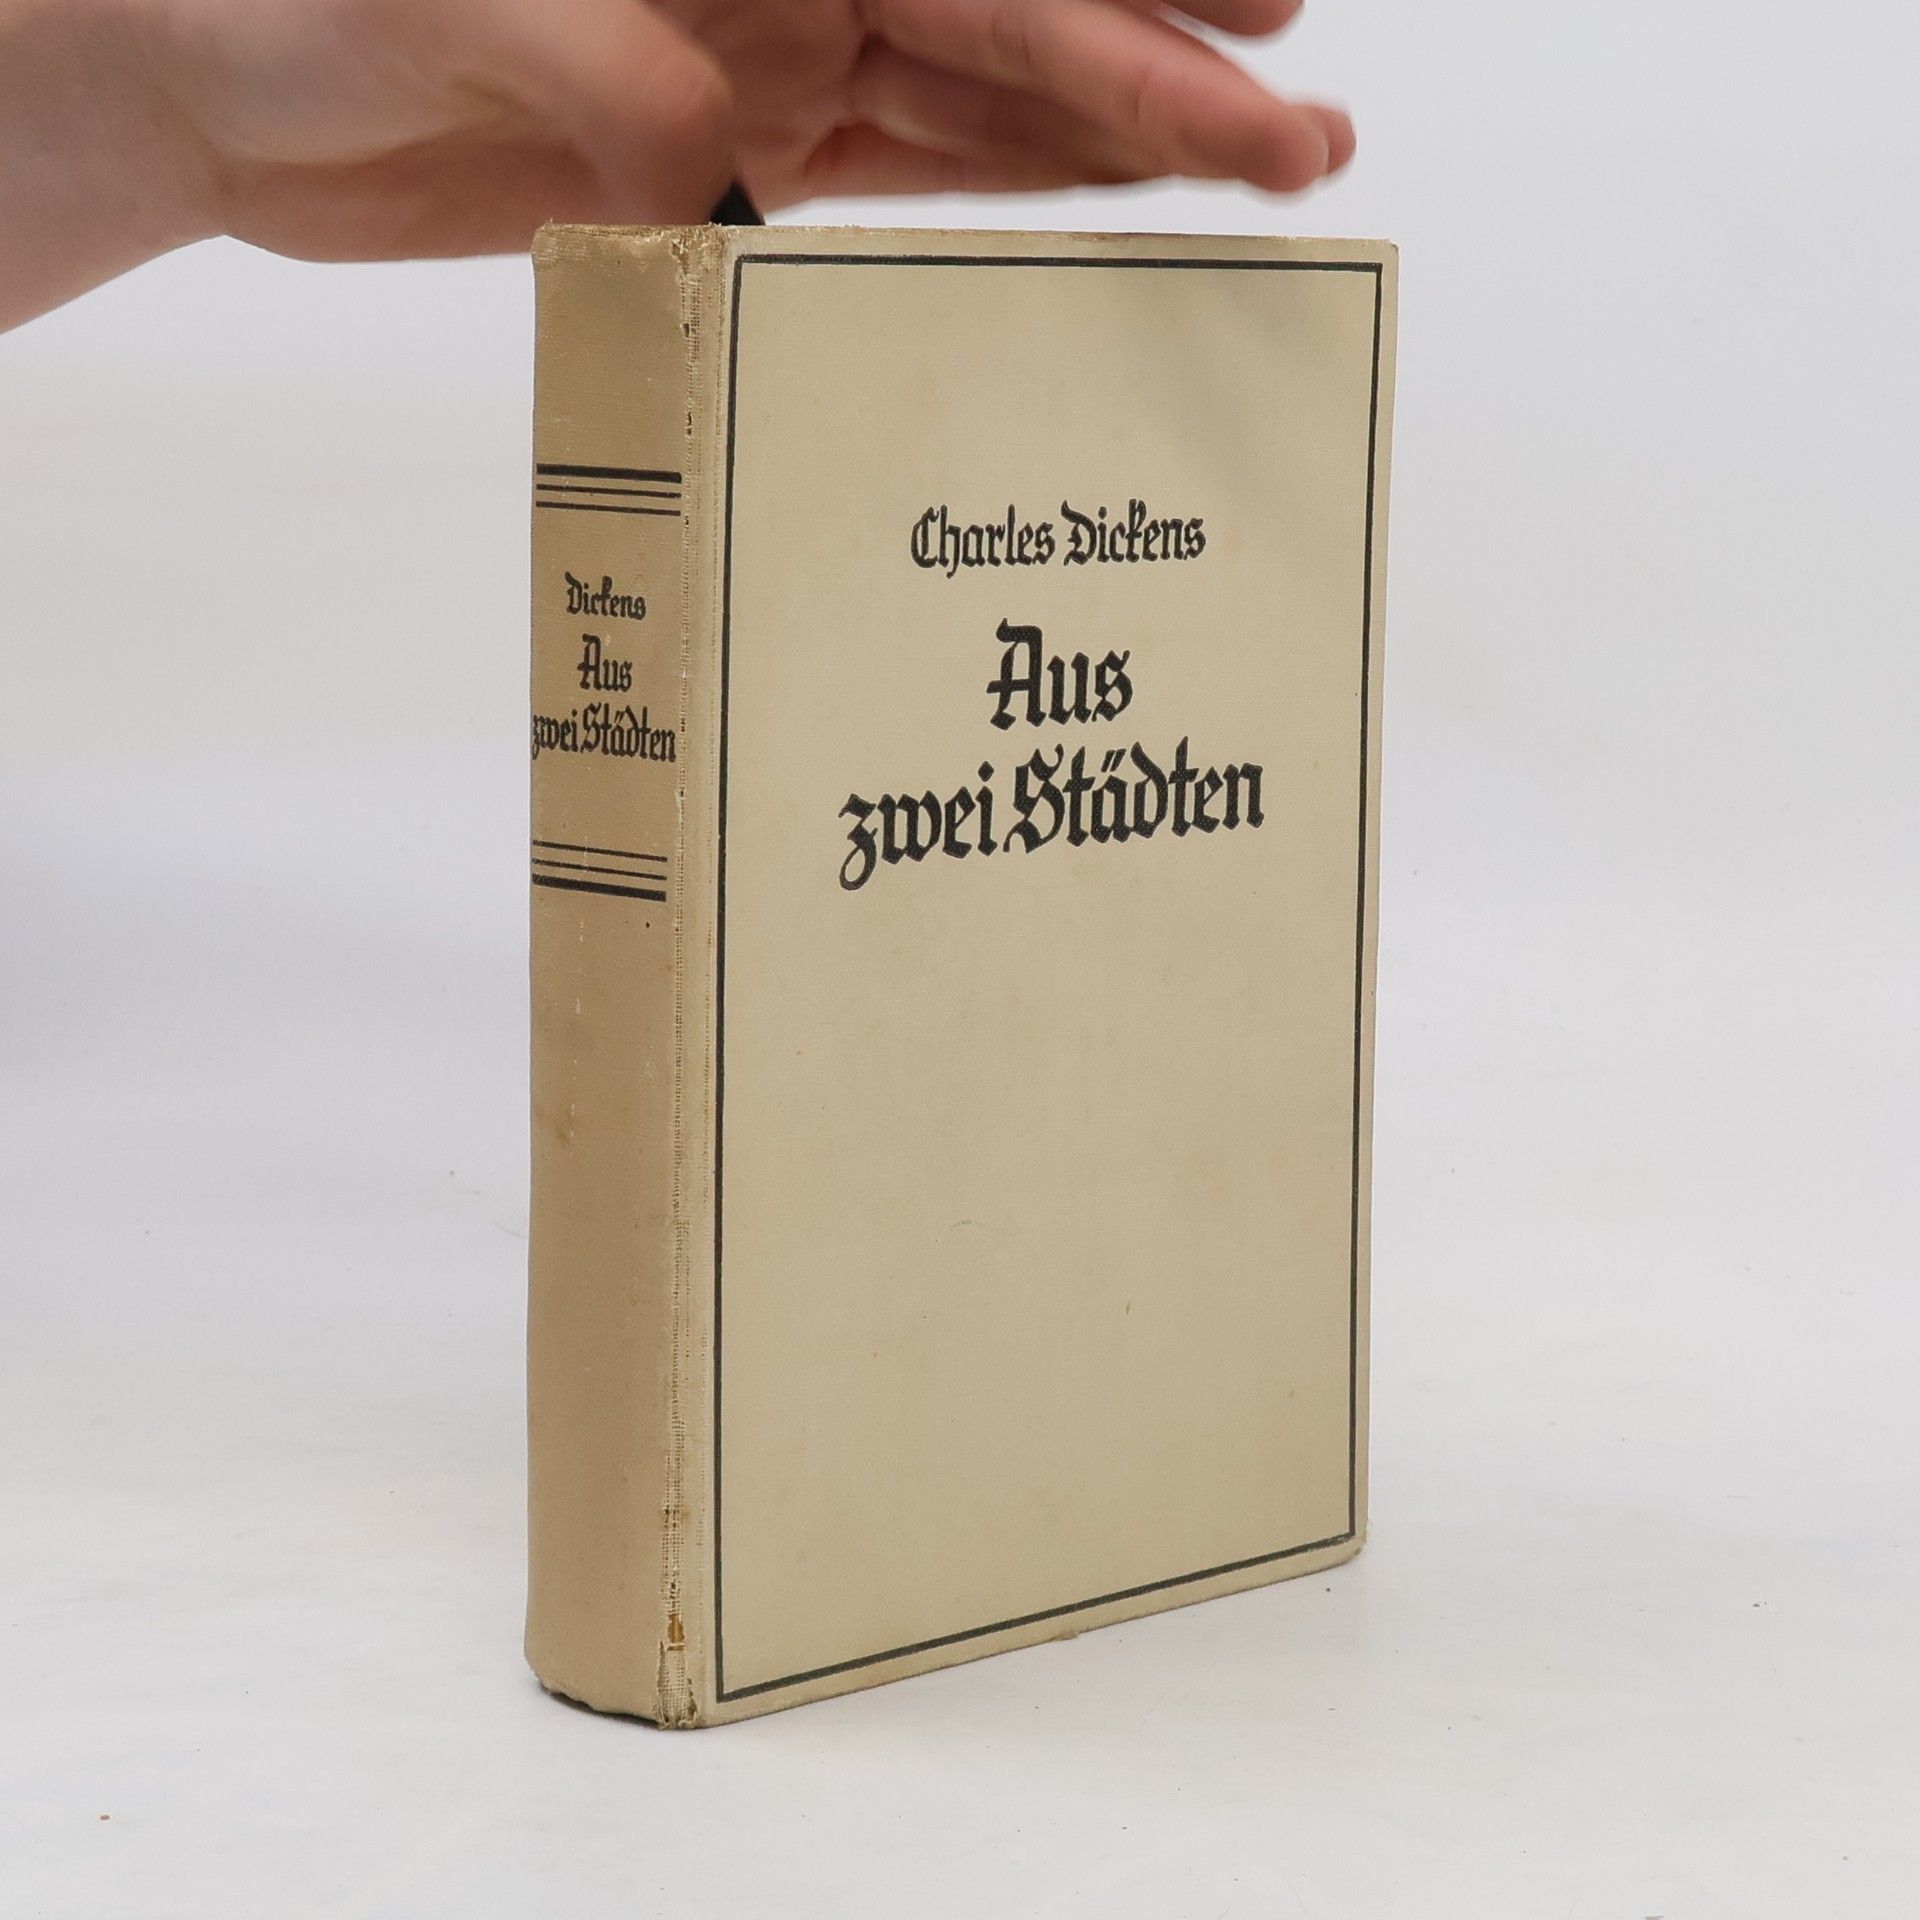 Dickens
Aus
zwei Städten
Charles Dickens
Aus
zwei Städten